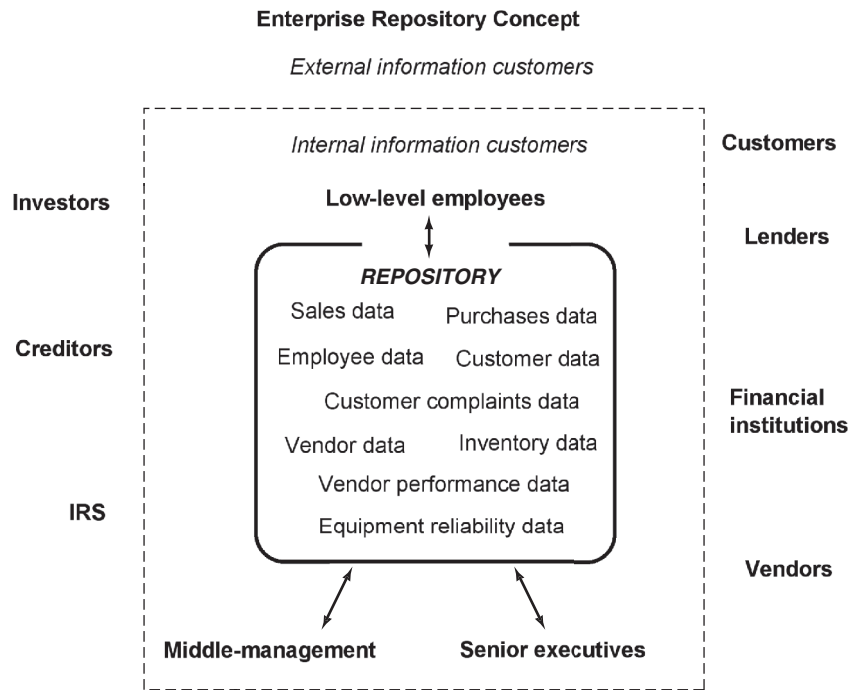 Enterprise Repository Concept
External information customers
Internal information customers
Customers
Investors
Low-level employees
Lenders
REPOSITORY
Sales data
Purchases data
Creditors
Employee data
Customer data
Customer complaints data
Financial
institutions
Vendor data
Inventory data
Vendor performance data
IRS
Equipment reliability data
Vendors
Middle-management
Senior executives